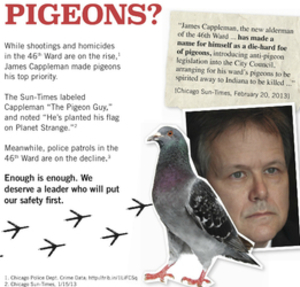 PIGEONS?
While shootings and homicides
in the 46th Ward are on the rise,¹
James Cappleman made pigeons
his top priority.
The Sun-Times labeled
Cappleman "The Pigeon Guy,"
and noted "He's planted his flag
on Planet Strange."²
Meanwhile, police patrols in the
46th Ward are on the decline.³
Enough is enough. We
deserve a leader who will put
our safety first.
"James Cappleman, the new alderman
of the 46th Ward ... has made a
name for himself as a die-hard foe
of pigeons, introducing anti-pigeon
legislation into the City Council,
arranging for his ward's pigeons to be
spirited away to Indiana to be killed..."
(Chicago Sun-Times, February 20, 2013)
1. Chicago Police Dept. Crime Data,
2. Chicago Sun-Times, 1/15/13